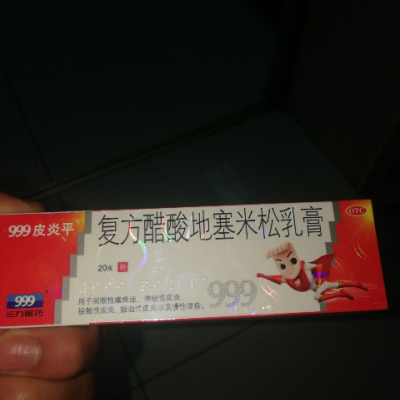 999皮炎平
复方醋酸地塞米松乳膏
OTC
20克 外
999
999
三九医药
用于局限性瘙痒症、神经性皮炎、
接触性皮炎、脂溢性皮炎以及慢性湿疹。